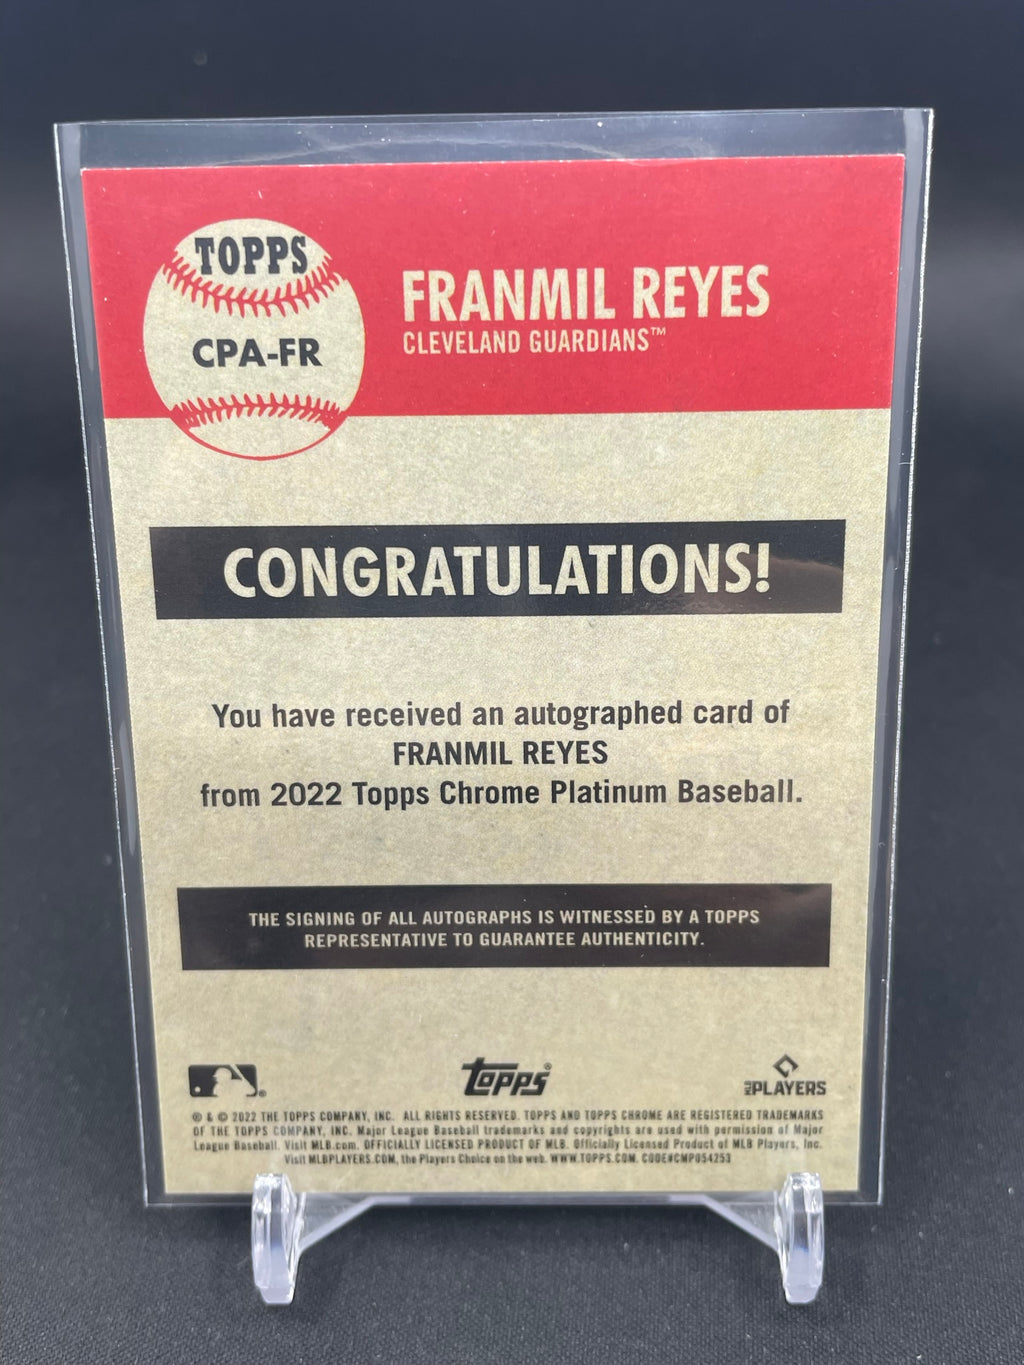 TOPPS
CPA-FR
FRANMIL REYES
CLEVELAND GUARDIANS™
CONGRATULATIONS!
You have received an autographed card of
FRANMIL REYES
from 2022 Topps Chrome Platinum Baseball.
THE SIGNING OF ALL AUTOGRAPHS IS WITNESSED BY A TOPPS
REPRESENTATIVE TO GUARANTEE AUTHENTICITY.
topps®
MLB PLAYERS
® & © 2022 THE TOPPS COMPANY, INC. ALL RIGHTS RESERVED. TOPPS AND TOPPS CHROME ARE REGISTERED TRADEMARKS
OF THE TOPPS COMPANY, INC. Major League Baseball trademarks and copyrights are used with permission of Major
League Baseball. Visit MLB.com. OFFICIALLY LICENSED PRODUCT OF MLB. Officially Licensed Product of MLB Players, Inc.
Visit MLBPLAYERS.COM, the Players Choice on the web. WWW.TOPPS.COM. CODE#CMP054253